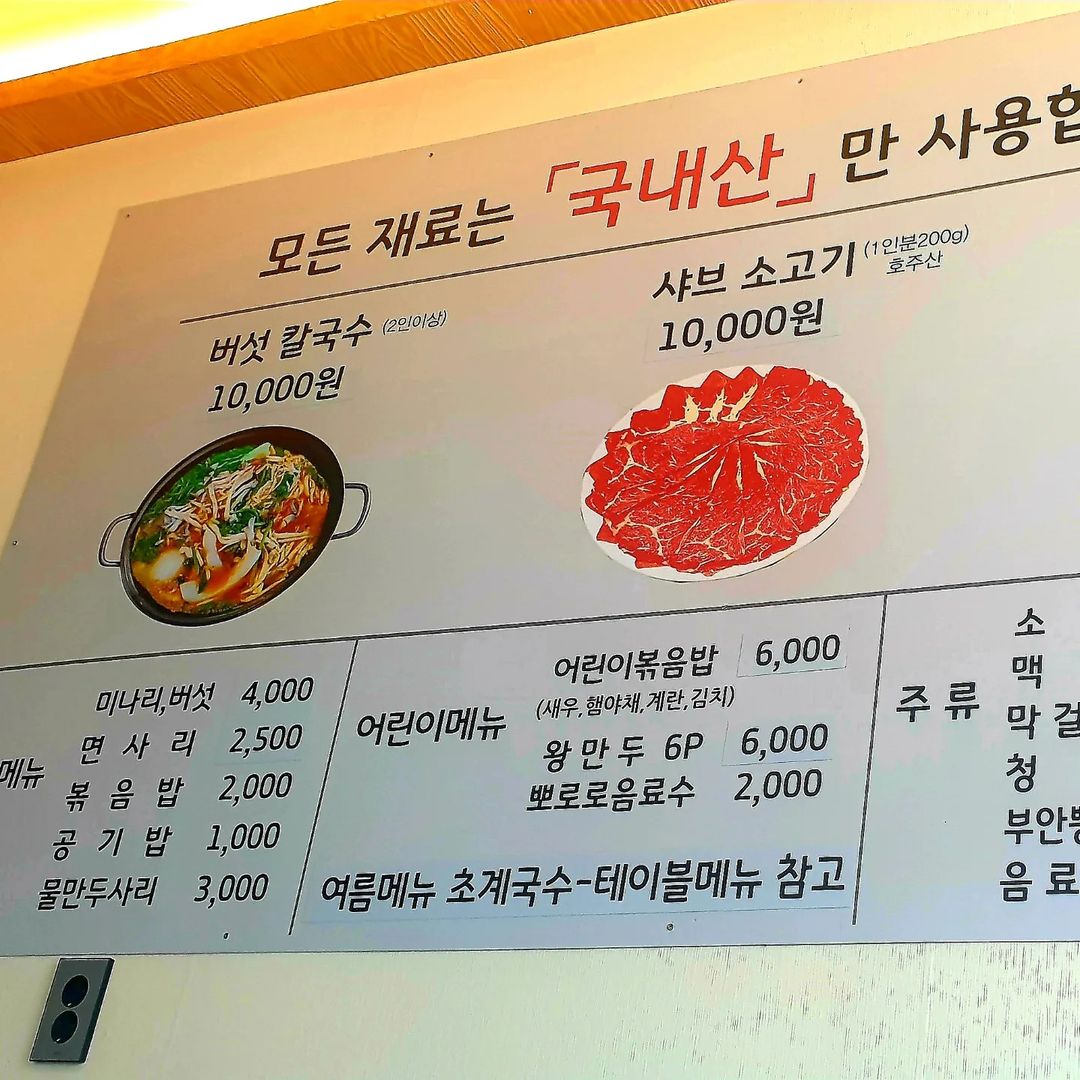 모든 재료는 「국내산」만 사용합
버섯 칼국수 (2인이상)
10,000원
샤브 소고기 (1인분200g)
호주산
10,000원
메뉴
미나리,버섯 4,000
면 사 리 2,500
볶 음 밥 2,000
공 기 밥 1,000
물만두사리 3,000
어린이메뉴
어린이볶음밥 6,000
(새우,햄야채,계란,김치)
왕 만 두 6P 6,000
뽀로로음료수 2,000
여름메뉴 초계국수-테이블메뉴 참고
주 류
소
맥
막 걸
청
부안
음 료